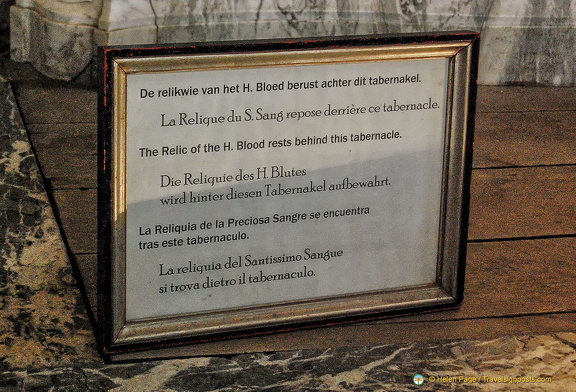 De relikwie van het H. Bloed berust achter dit tabernakel.
La Relique du S. Sang repose derrière ce tabernacle.
The Relic of the H. Blood rests behind this tabernacle.
Die Reliquie des H. Blutes
wird hinter diesen Tabernakel aufbewahrt.
La Reliquia de la Preciosa Sangre se encuentra
tras este tabernaculo.
La reliquia del Santissimo Sangue
si trova dietro il tabernaculo.
© Helen Page / Travelsignposts.com